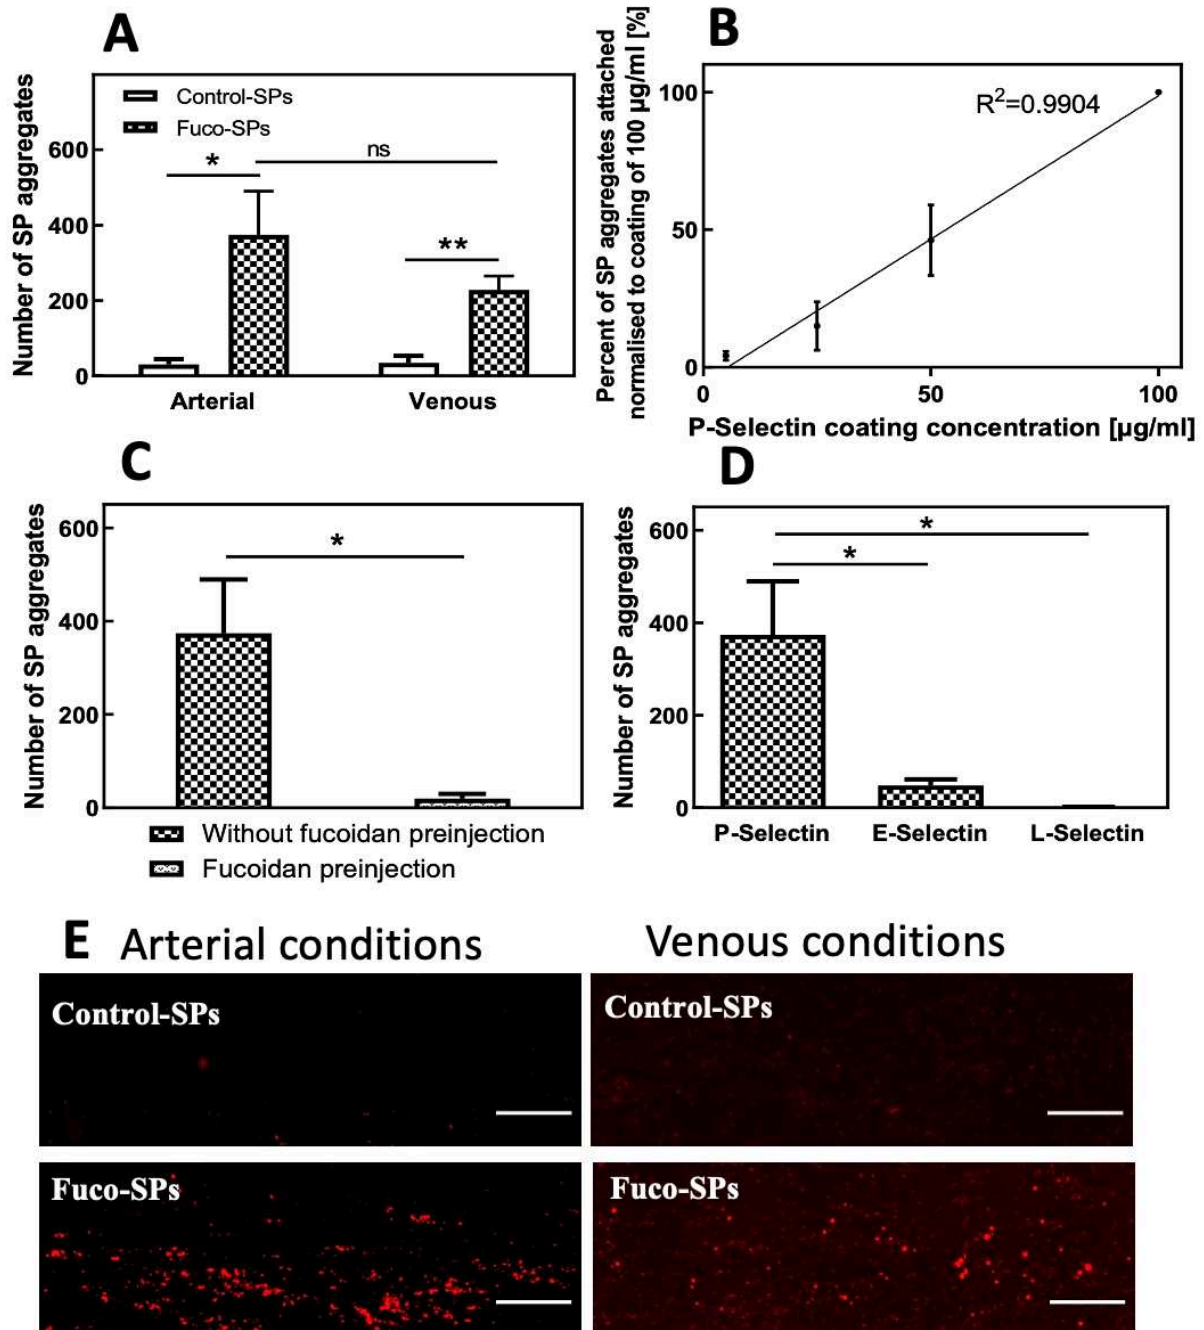 A
Number of SP aggregates
600
400
200
0
Control-SPs
Fuco-SPs
*
ns
**
Arterial
Venous
B
Percent of SP aggregates attached
normalised to coating of 100 µg/ml [%]
100
50
0
R²=0.9904
0
50
100
P-Selectin coating concentration [µg/ml]
C
Number of SP aggregates
600
400
200
0
*
Without fucoidan preinjection
Fucoidan preinjection
D
Number of SP aggregates
600
400
200
0
*
*
P-Selectin
E-Selectin
L-Selectin
E
Arterial conditions
Venous conditions
Control-SPs
Control-SPs
Fuco-SPs
Fuco-SPs